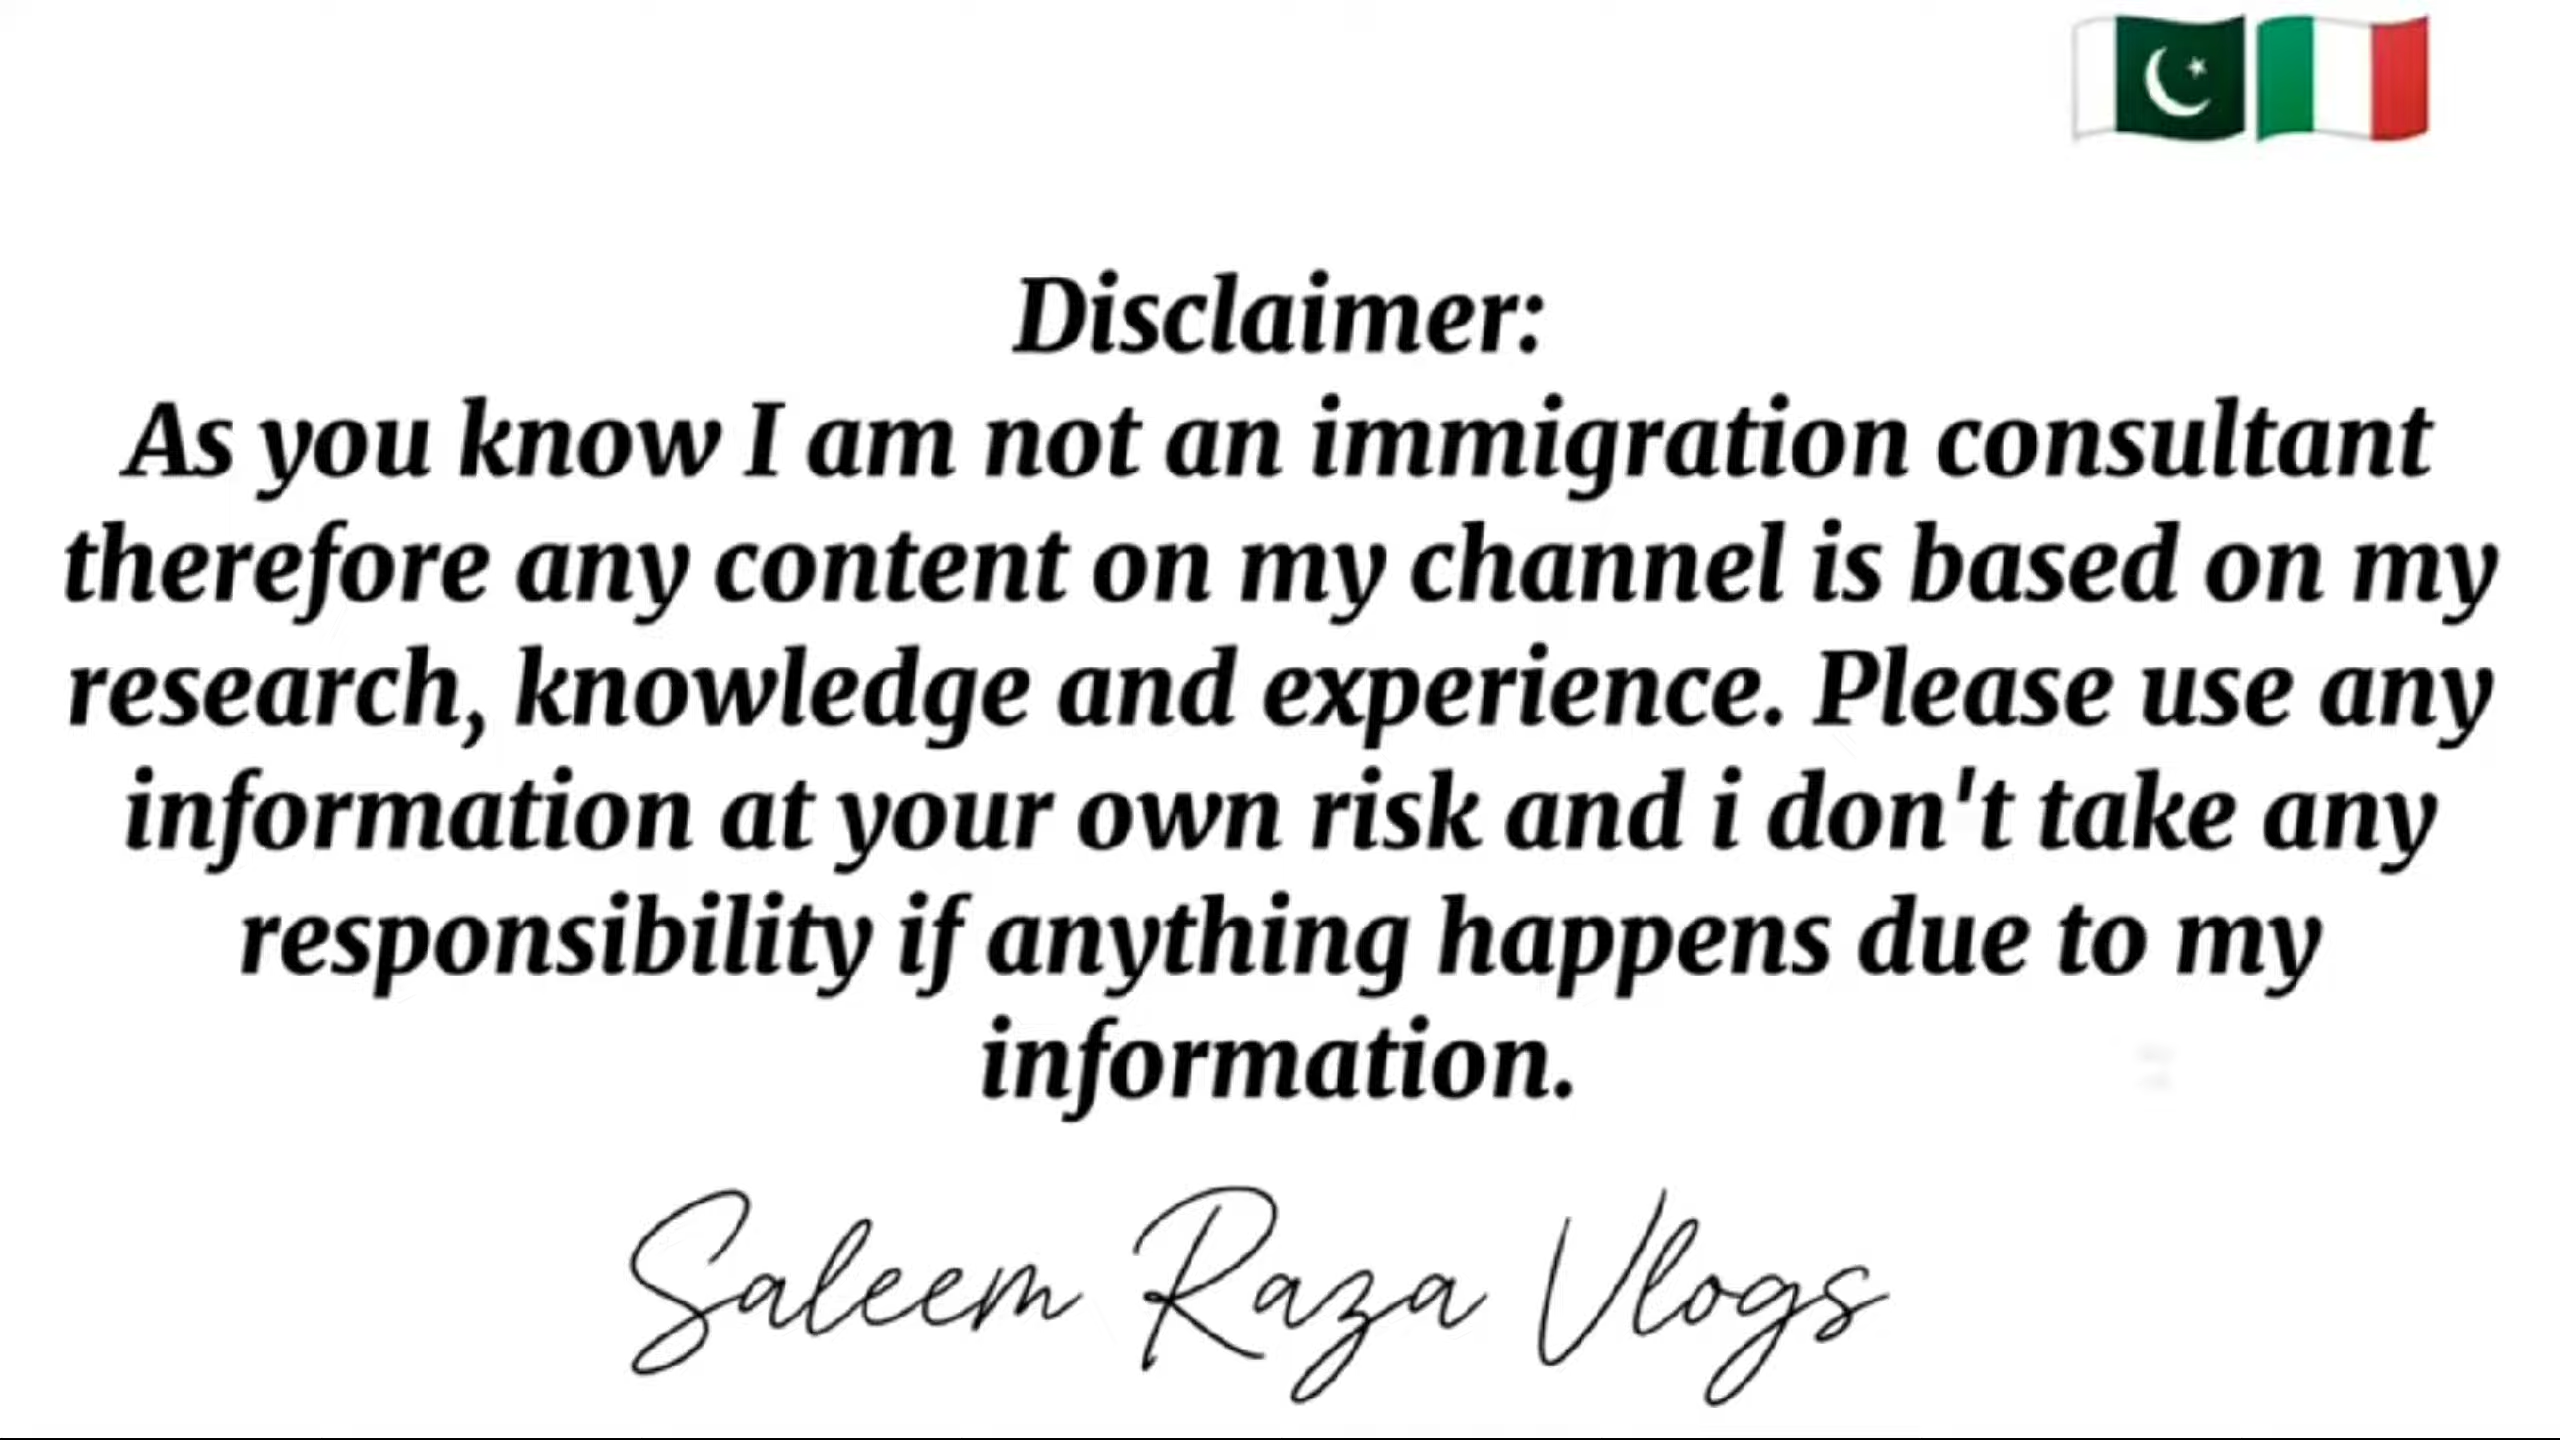 Disclaimer:
As you know I am not an immigration consultant
therefore any content on my channel is based on my
research, knowledge and experience. Please use any
information at your own risk and i don't take any
responsibility if anything happens due to my
information.
Saleem Raza Vlogs